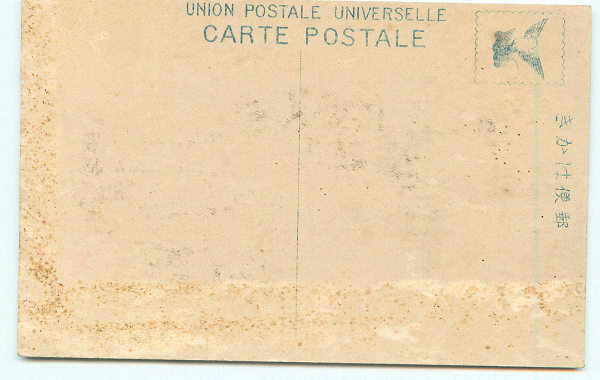 UNION POSTALE UNIVERSELLE
CARTE POSTALE
郵便はかき